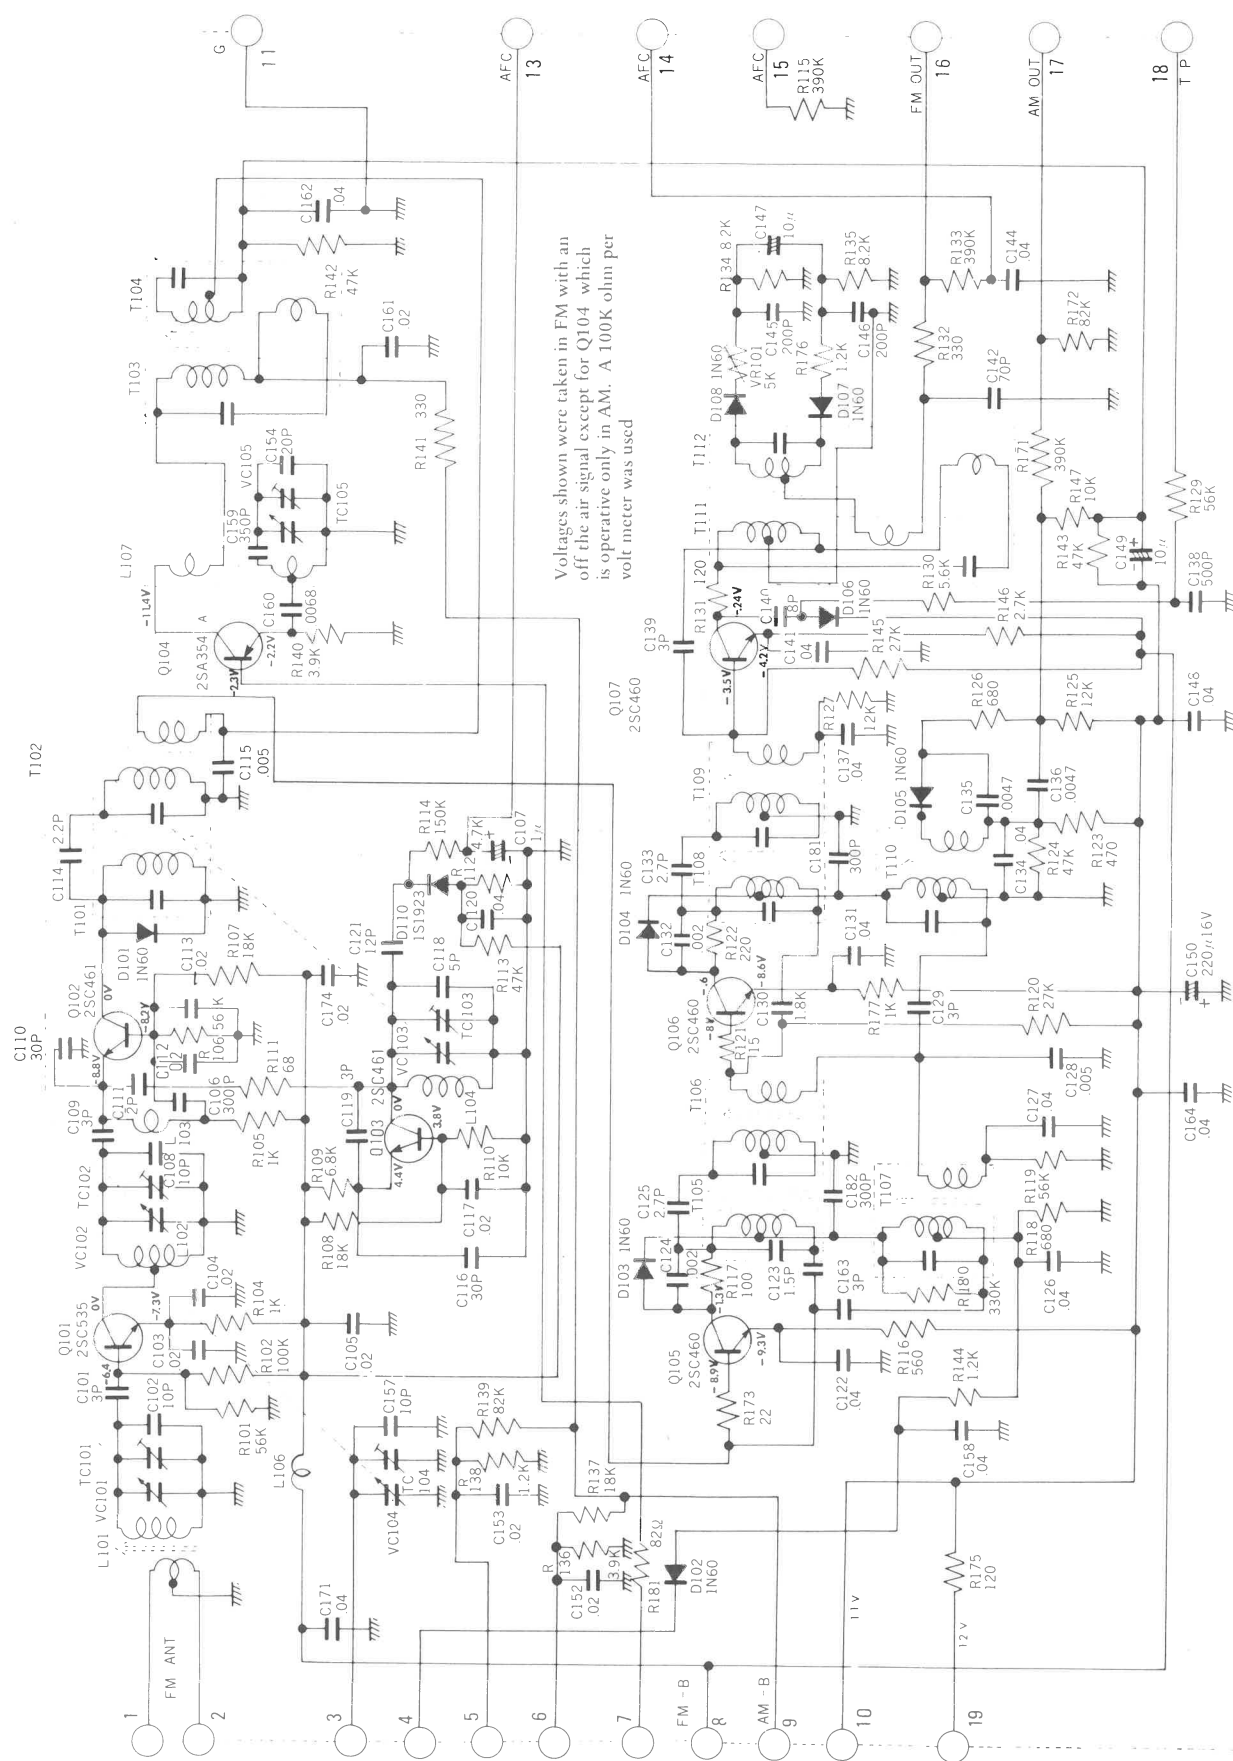 G
11
AFC
13
14
AFC
15
R115
390K
FM OUT
16
AM OUT
17
18
T P
T104
C162
.04
R142
47K
T103
C161
.02
R141 330
L107
C159
350P
VC105
C154
20P
TC105
-11.4V
Q104
2SA354 A
-2.3V
-2.2V
C160
.0068
R140
3.9K
Voltages shown were taken in FM with an
off the air signal except for Q104 which
is operative only in AM. A 100K ohm per
volt meter was used
T102
C115
.005
C114 2.2P
T101
D101
1N60
C113
.02
R107
18K
C110
30P
Q102
2SC461
0V
-8.2V
-8.8V
C112
.02
R
106
56K
C111
2P
C109
3P
C106
300P
R111
68
L
103
R105
1K
C174
.02
TC102
C108
10P
VC102
L102
Q101
2SC535
0V
-7.3V
-6.4
C104
.02
R104
1K
C103
.02
R102
100K
C105
.02
C101
3P
C102
10P
TC101
VC101
L101
R101
56K
L106
R114
150K
C107
1μ
R
112
4.7K
D110
1S1923
C120
.04
C121
12P
R113
47K
C118
5P
TC103
VC103
Q103
2SC461
0V
3.8V
4.4V
L104
C119
3P
R109
6.8K
R110
10K
C117
.02
R108
18K
C116
30P
FM ANT
1
2
C171
.04
3
4
5
6
7
VC104
TC
104
C157
10P
R139
82K
R
138
1.2K
C153
.02
R137
18K
R
136
3.9K
C152
.02
R181
82Ω
D102
1N60
FM - B
8
AM - B
9
10
19
11V
12V
R175
120
C158
.04
R144
1.2K
R173
22
Q105
2SC460
-8.9V
-9.3V
-1.3V
C122
.04
R116
560
D103 1N60
C124
.002
R117
100
C123
1.5P
C163
3P
C125
2.7P
T105
C182
300P
T107
R180
330K
R118
680
C126
.04
R119
56K
C127
.04
T106
C128
.005
C164
.04
Q106
2SC460
-8V
-.6
-8.6V
R121
15
C130
1.8K
R177
1K
C129
3P
R120
27K
C150
220μ16V
D104 1N60
C132
.002
R122
220
C131
.04
C133
2.7P
T108
C181
300P
T110
T109
C134
.04
R124
47K
R123
470
C136
.0047
C135
.0047
D105 1N60
R126
680
R125
12K
C148
.04
C137
.04
R127
12K
Q107
2SC460
-3.5V
-4.2V
-.24V
C139
3P
R131 120
C140
8P
C141
.04
D106
1N60
R145
27K
R146
2.7K
R130
5.6K
C138
500P
R129
56K
C149
10μ
R143
47K
R147
10K
R171
390K
R172
82K
T111
T112
D108 1N60
VR101
5K
D107
1N60
R176
1.2K
C145
200P
C146
200P
R134 8.2K
C147
10μ
R135
8.2K
R133
390K
C144
.04
R132
330
C142
70P